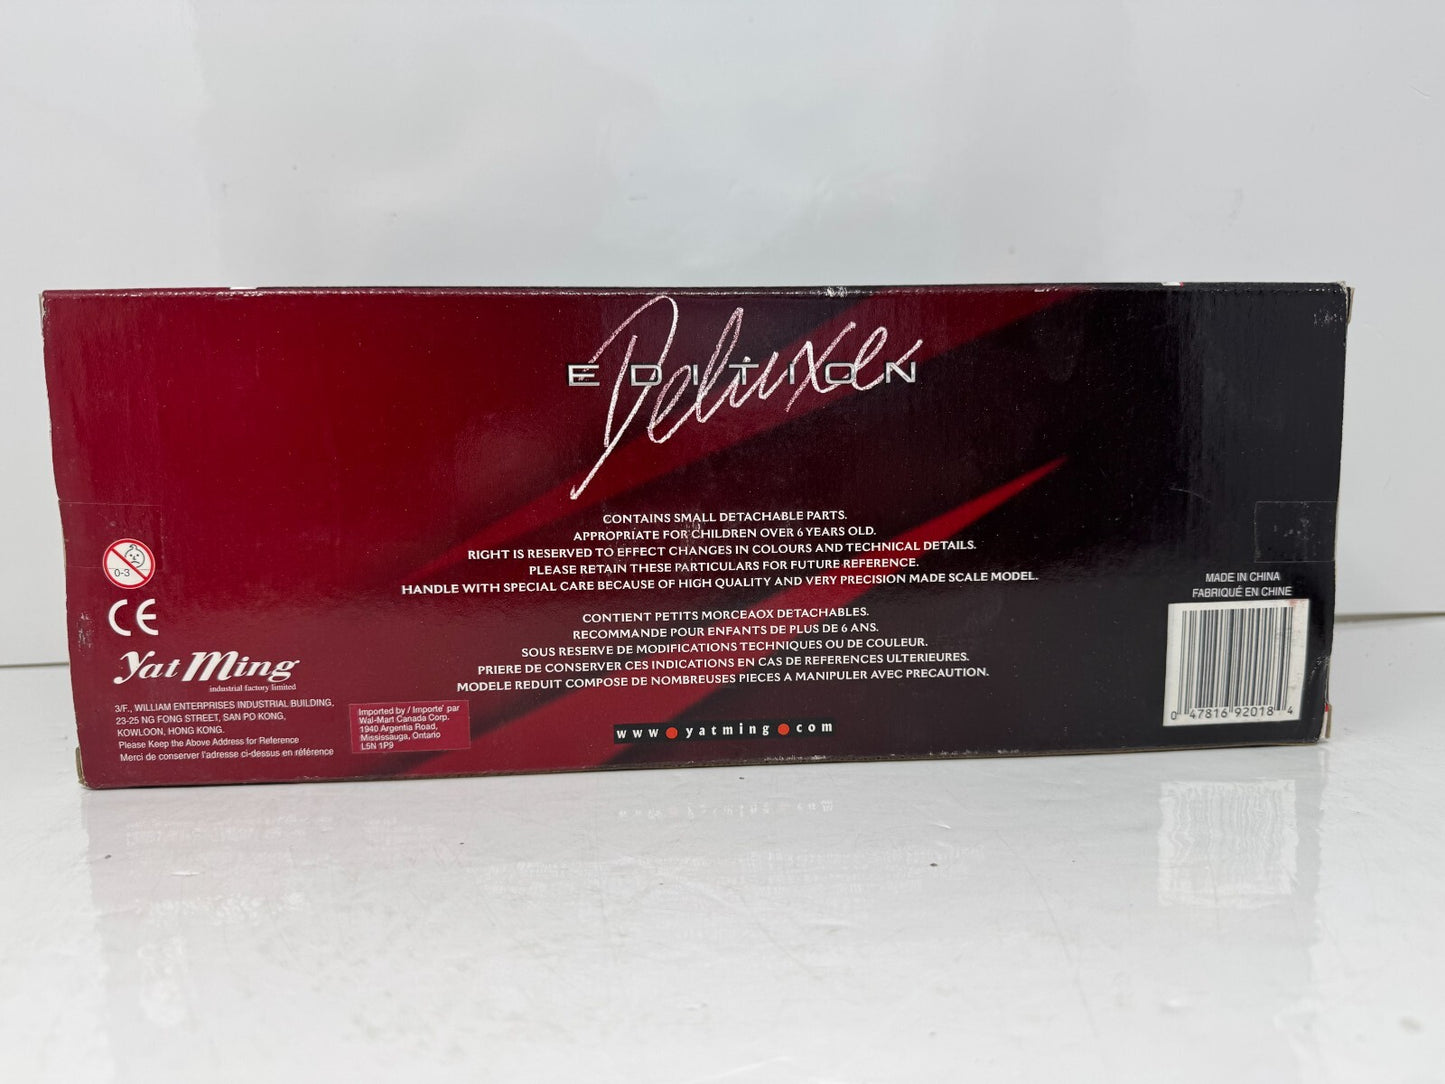 Deluxe
EDITION
CONTAINS SMALL DETACHABLE PARTS.
APPROPRIATE FOR CHILDREN OVER 6 YEARS OLD.
RIGHT IS RESERVED TO EFFECT CHANGES IN COLOURS AND TECHNICAL DETAILS.
PLEASE RETAIN THESE PARTICULARS FOR FUTURE REFERENCE.
HANDLE WITH SPECIAL CARE BECAUSE OF HIGH QUALITY AND VERY PRECISION MADE SCALE MODEL.
CONTIENT PETITS MORCEAOX DETACHABLES.
RECOMMANDE POUR ENFANTS DE PLUS DE 6 ANS.
SOUS RESERVE DE MODIFICATIONS TECHNIQUES OU DE COULEUR.
PRIERE DE CONSERVER CES INDICATIONS EN CAS DE REFERENCES ULTERIEURES.
MODELE REDUIT COMPOSE DE NOMBREUSES PIECES A MANIPULER AVEC PRECAUTION.
www.yatming.com
0-3
CE
Yat Ming
industrial factory limited
3/F., WILLIAM ENTERPRISES INDUSTRIAL BUILDING,
23-25 NG FONG STREET, SAN PO KONG,
KOWLOON, HONG KONG.
Please Keep the Above Address for Reference
Merci de conserver l'adresse ci-dessus en référence
Imported by / Importe' par
Wal-Mart Canada Corp.
1940 Argentia Road,
Mississauga, Ontario
L5N 1P9
MADE IN CHINA
FABRIQUÉ EN CHINE
0 47816 92018 4